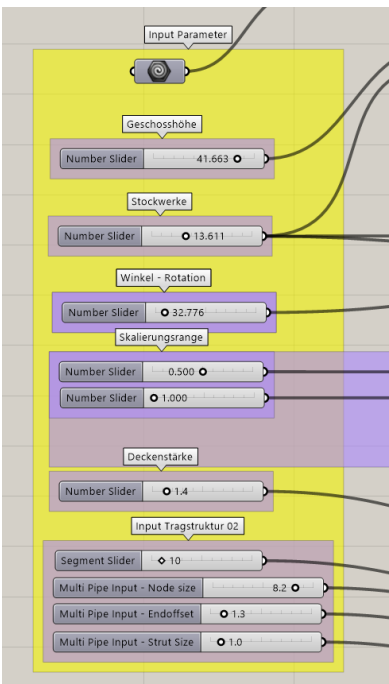 Input Parameter
Geschosshöhe
Number Slider 41.663
Stockwerke
Number Slider 13.611
Winkel - Rotation
Number Slider 32.776
Skalierungsrange
Number Slider 0.500
Number Slider 1.000
Deckenstärke
Number Slider 1.4
Input Tragstruktur 02
Segment Slider 10
Multi Pipe Input - Node size 8.2
Multi Pipe Input - Endoffset 1.3
Multi Pipe Input - Strut Size 1.0